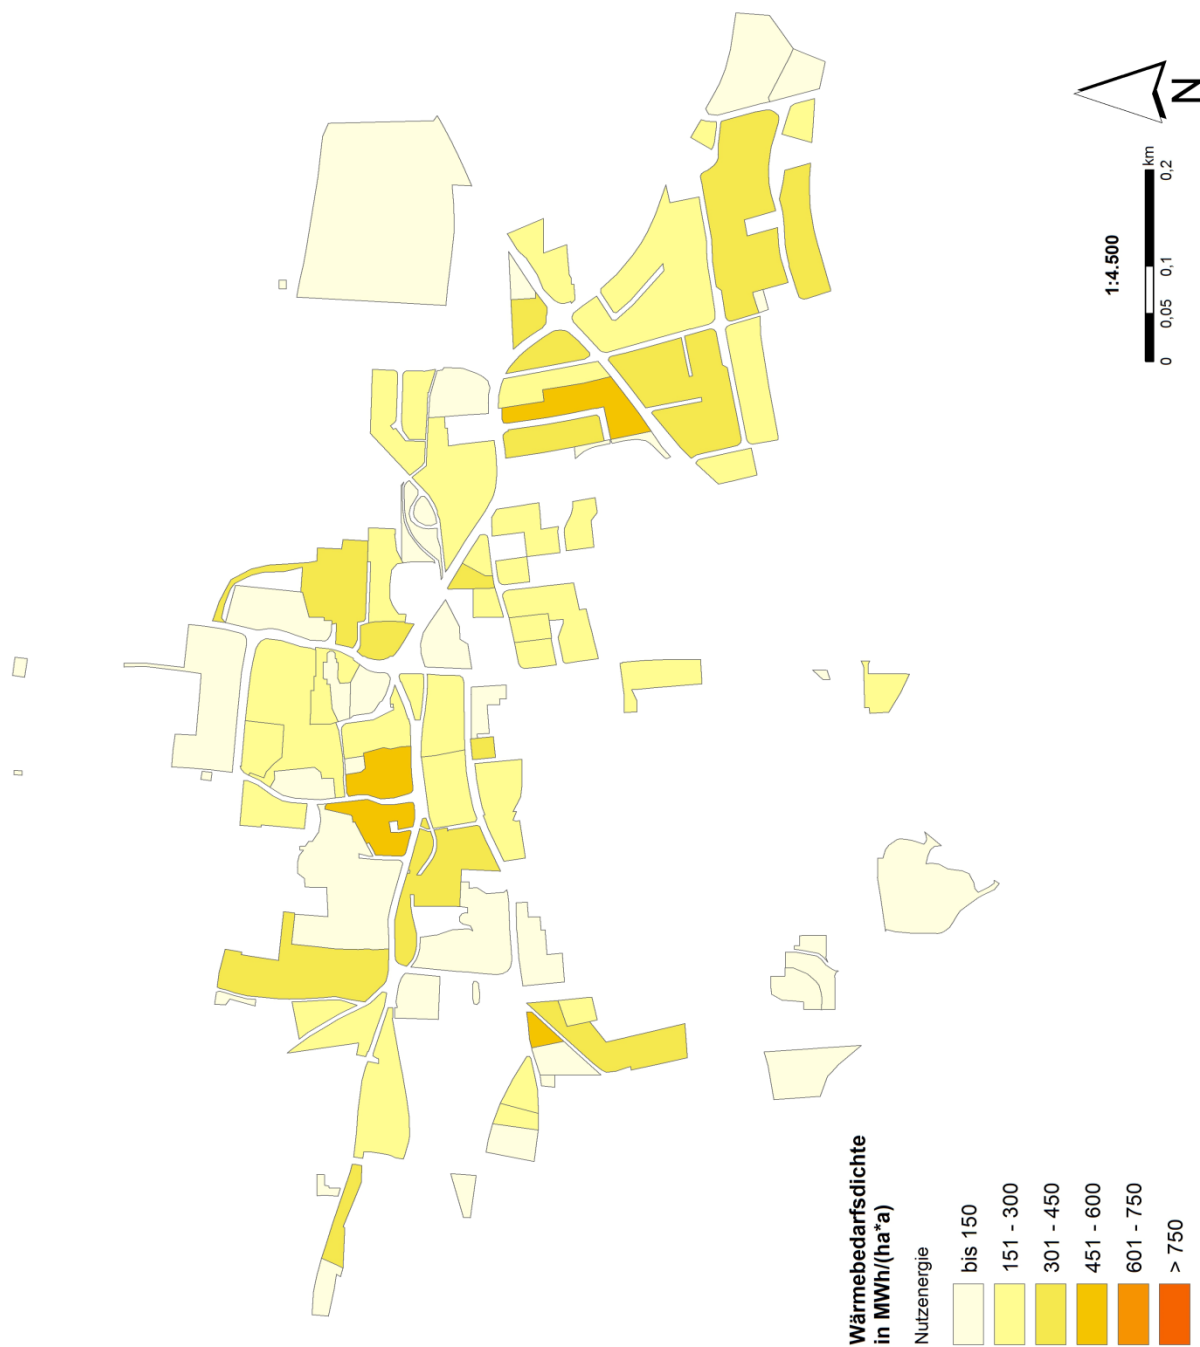 Wärmebedarfsdichte
in MWh/(ha*a)
Nutzenergie
bis 150
151 - 300
301 - 450
451 - 600
601 - 750
> 750
1:4.500
0 0,05 0,1 0,2
km
N